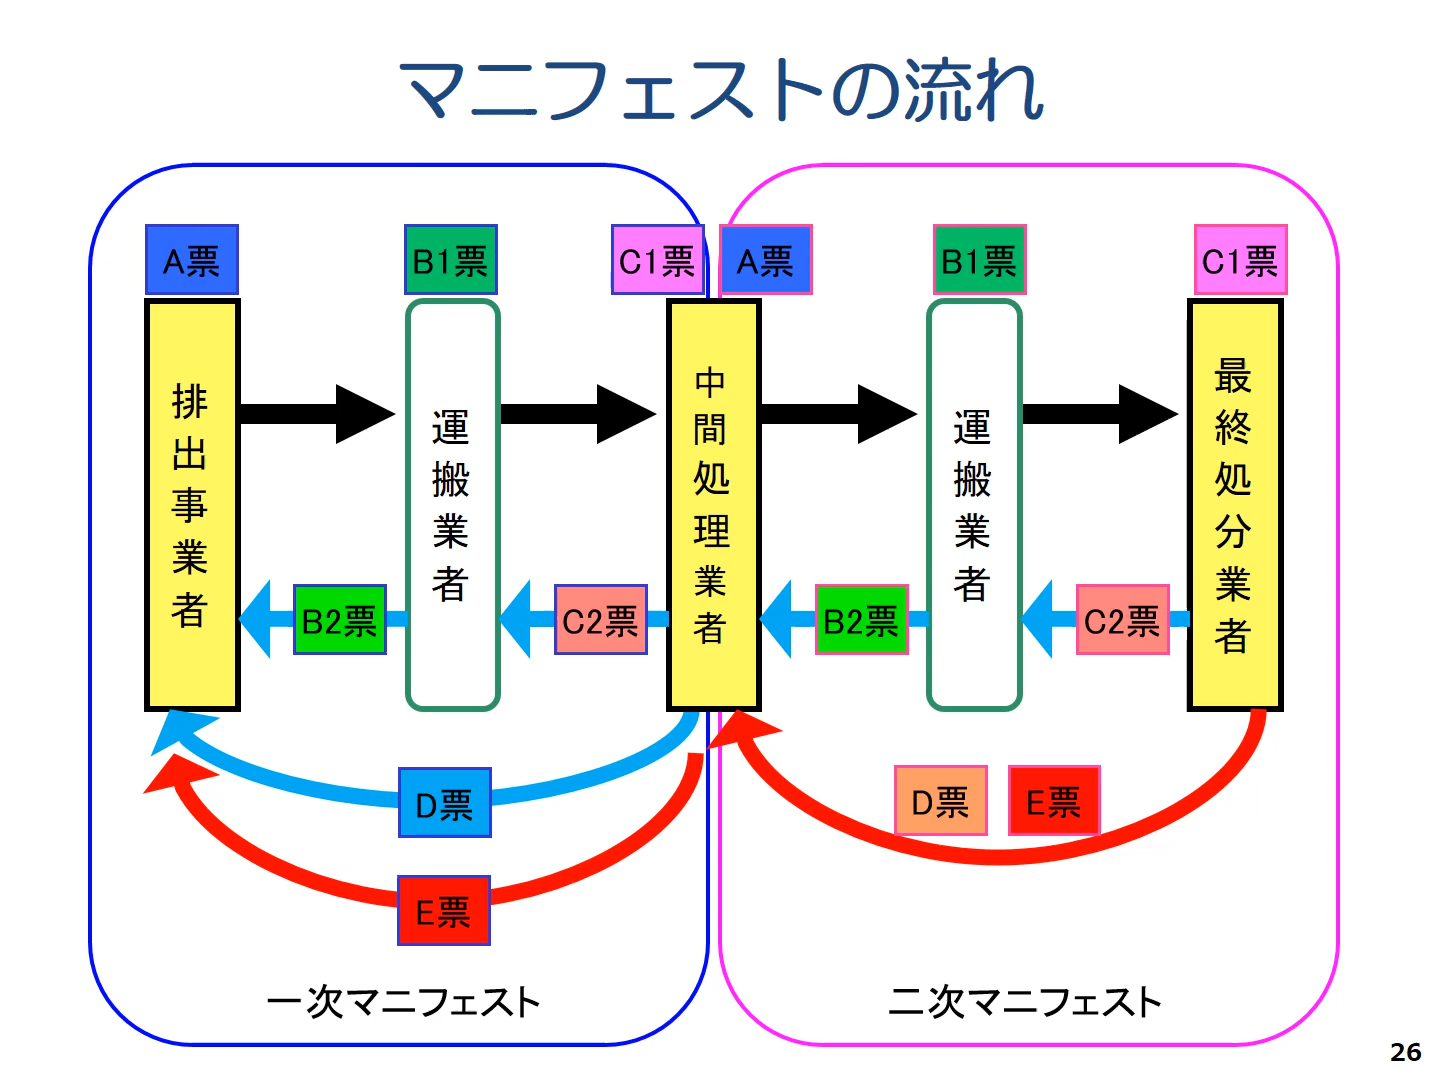 マニフェストの流れ
A票
B1票
C1票
A票
B1票
C1票
排出事業者
運搬業者
中間処理業者
運搬業者
最終処分業者
B2票
C2票
B2票
C2票
D票
E票
D票
E票
一次マニフェスト
二次マニフェスト
26